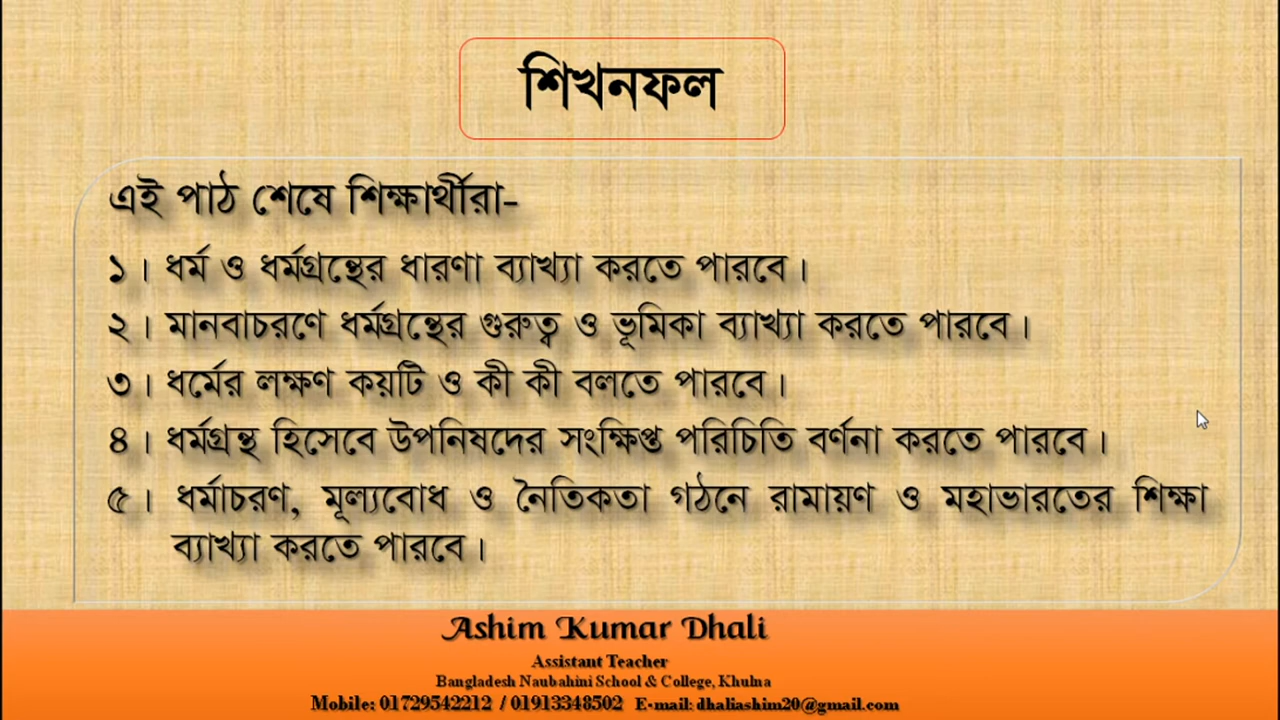 শিখনফল
এই পাঠ শেষে শিক্ষার্থীরা-
১। ধর্ম ও ধর্মগ্রন্থের ধারণা ব্যাখ্যা করতে পারবে।
২। মানবাচরণে ধর্মগ্রন্থের গুরুত্ব ও ভূমিকা ব্যাখ্যা করতে পারবে।
৩। ধর্মের লক্ষণ কয়টি ও কী কী বলতে পারবে।
৪। ধর্মগ্রন্থ হিসেবে উপনিষদের সংক্ষিপ্ত পরিচিতি বর্ণনা করতে পারবে।
৫। ধর্মাচরণ, মূল্যবোধ ও নৈতিকতা গঠনে রামায়ণ ও মহাভারতের শিক্ষা
ব্যাখ্যা করতে পারবে।
Ashim Kumar Dhali
Assistant Teacher
Bangladesh Naubahini School & College, Khulna
Mobile: 01729542212 / 01913348502 E-mail: dhaliashim20@gmail.com